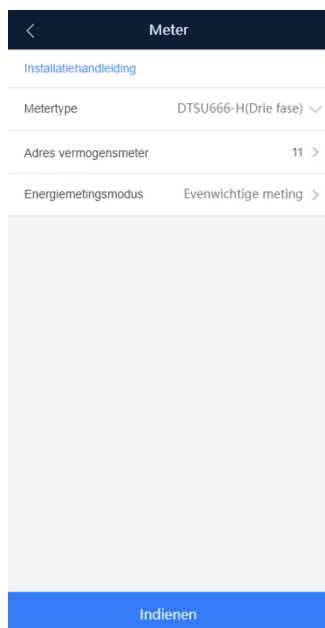 Meter
Installatiehandleiding
Metertype DTSU666-H(Drie fase)
Adres vermogensmeter 11
Energiemetingsmodus Evenwichtige meting
Indienen